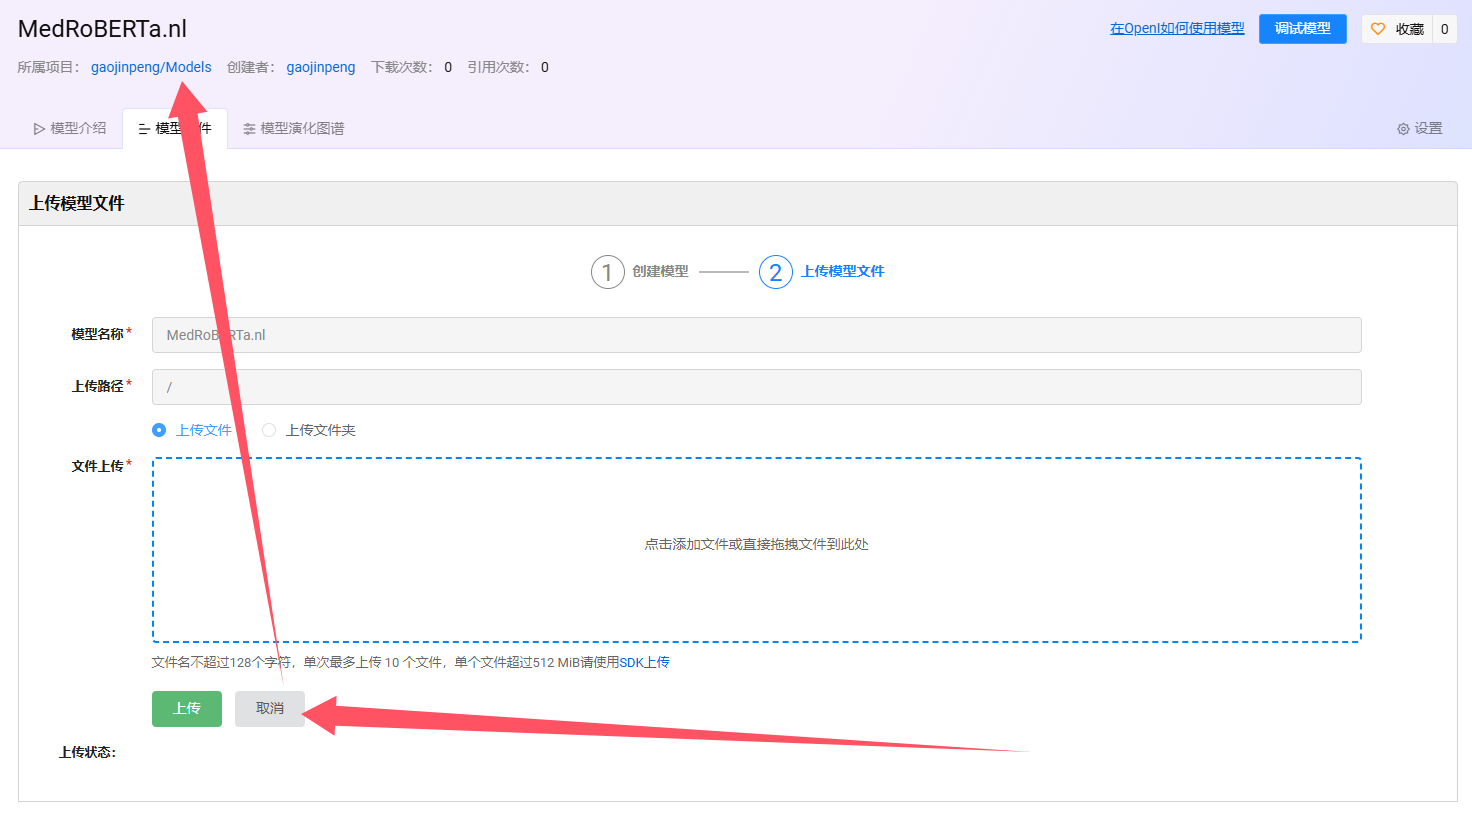 MedRoBERTa.nl
在OpenI如何使用模型
调试模型
收藏 0
所属项目： gaojinpeng/Models 创建者： gaojinpeng 下载次数： 0 引用次数： 0
模型介绍
模型 件
模型演化图谱
设置
上传模型文件
1 创建模型
2 上传模型文件
模型名称*
MedRoBERTa.nl
上传路径*
/
上传文件
上传文件夹
文件上传*
点击添加文件或直接拖拽文件到此处
文件名不超过128个字符，单次最多上传 10 个文件，单个文件超过512 MiB请使用SDK上传
上传
取消
上传状态：